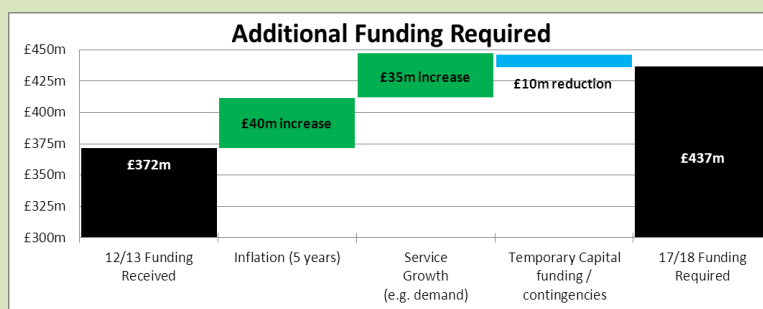 Additional Funding Required
£450m
£425m
£400m
£375m
£350m
£325m
£300m
£372m
£40m increase
£35m increase
£10m reduction
£437m
12/13 Funding
Received
Inflation (5 years)
Service
Growth
(e.g. demand)
Temporary Capital
funding /
contingencies
17/18 Funding
Required